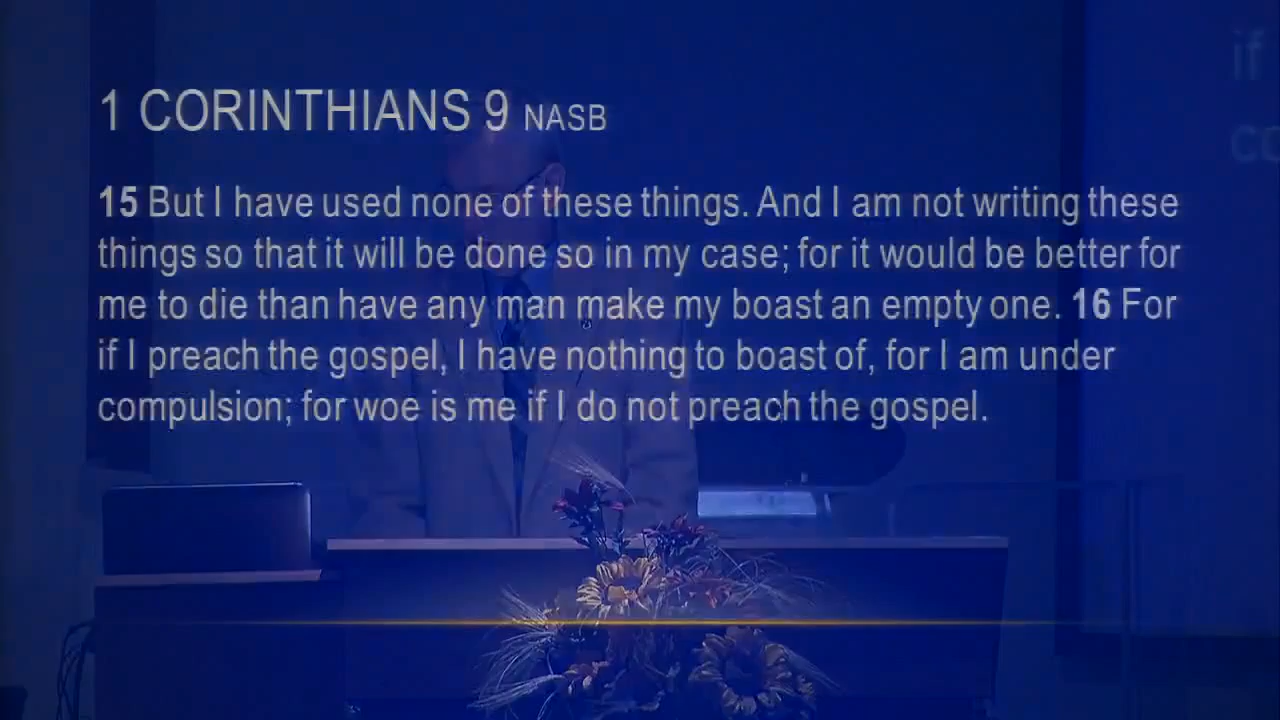 1 CORINTHIANS 9 NASB
15 But I have used none of these things. And I am not writing these
things so that it will be done so in my case; for it would be better for
me to die than have any man make my boast an empty one. 16 For
if I preach the gospel, I have nothing to boast of, for I am under
compulsion; for woe is me if I do not preach the gospel.
if